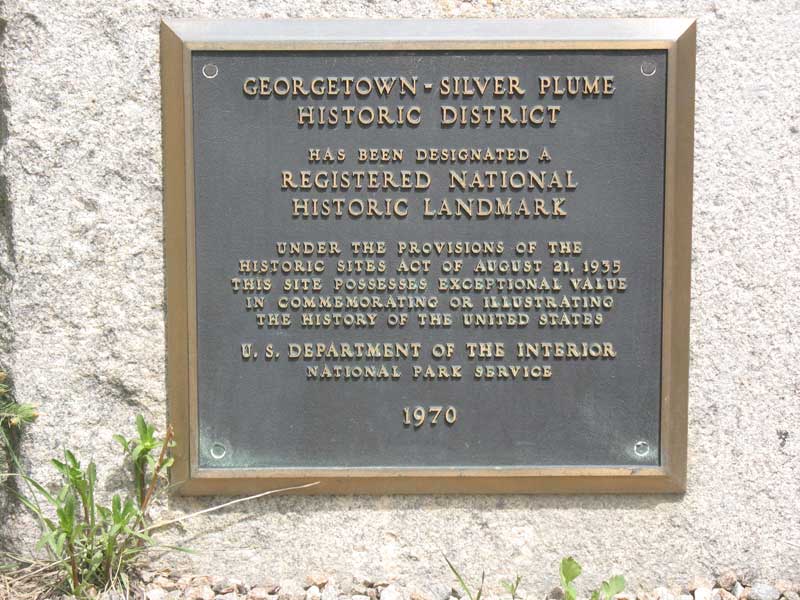 GEORGETOWN - SILVER PLUME
HISTORIC DISTRICT
HAS BEEN DESIGNATED A
REGISTERED NATIONAL
HISTORIC LANDMARK
UNDER THE PROVISIONS OF THE
HISTORIC SITES ACT OF AUGUST 21, 1935
THIS SITE POSSESSES EXCEPTIONAL VALUE
IN COMMEMORATING OR ILLUSTRATING
THE HISTORY OF THE UNITED STATES
U. S. DEPARTMENT OF THE INTERIOR
NATIONAL PARK SERVICE
1970